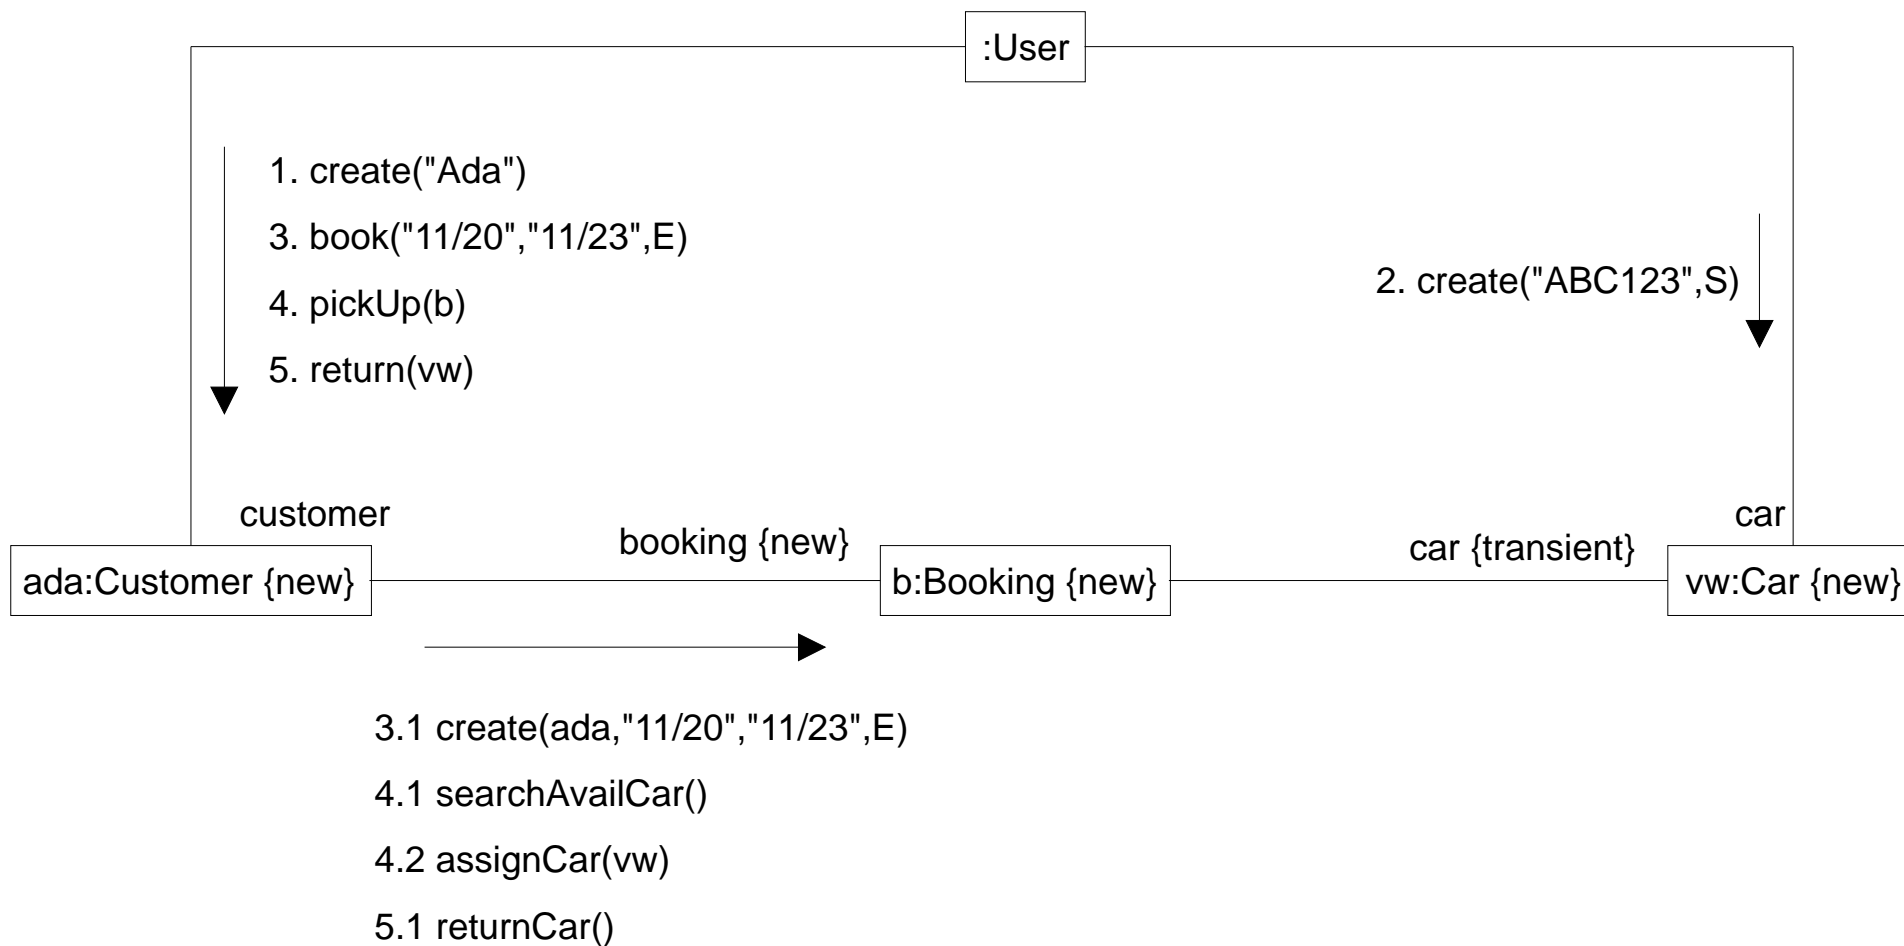 :User
1. create("Ada")
3. book("11/20","11/23",E)
4. pickUp(b)
5. return(vw)
2. create("ABC123",S)
customer
booking {new}
car {transient}
car
ada:Customer {new}
b:Booking {new}
vw:Car {new}
3.1 create(ada,"11/20","11/23",E)
4.1 searchAvailCar()
4.2 assignCar(vw)
5.1 returnCar()